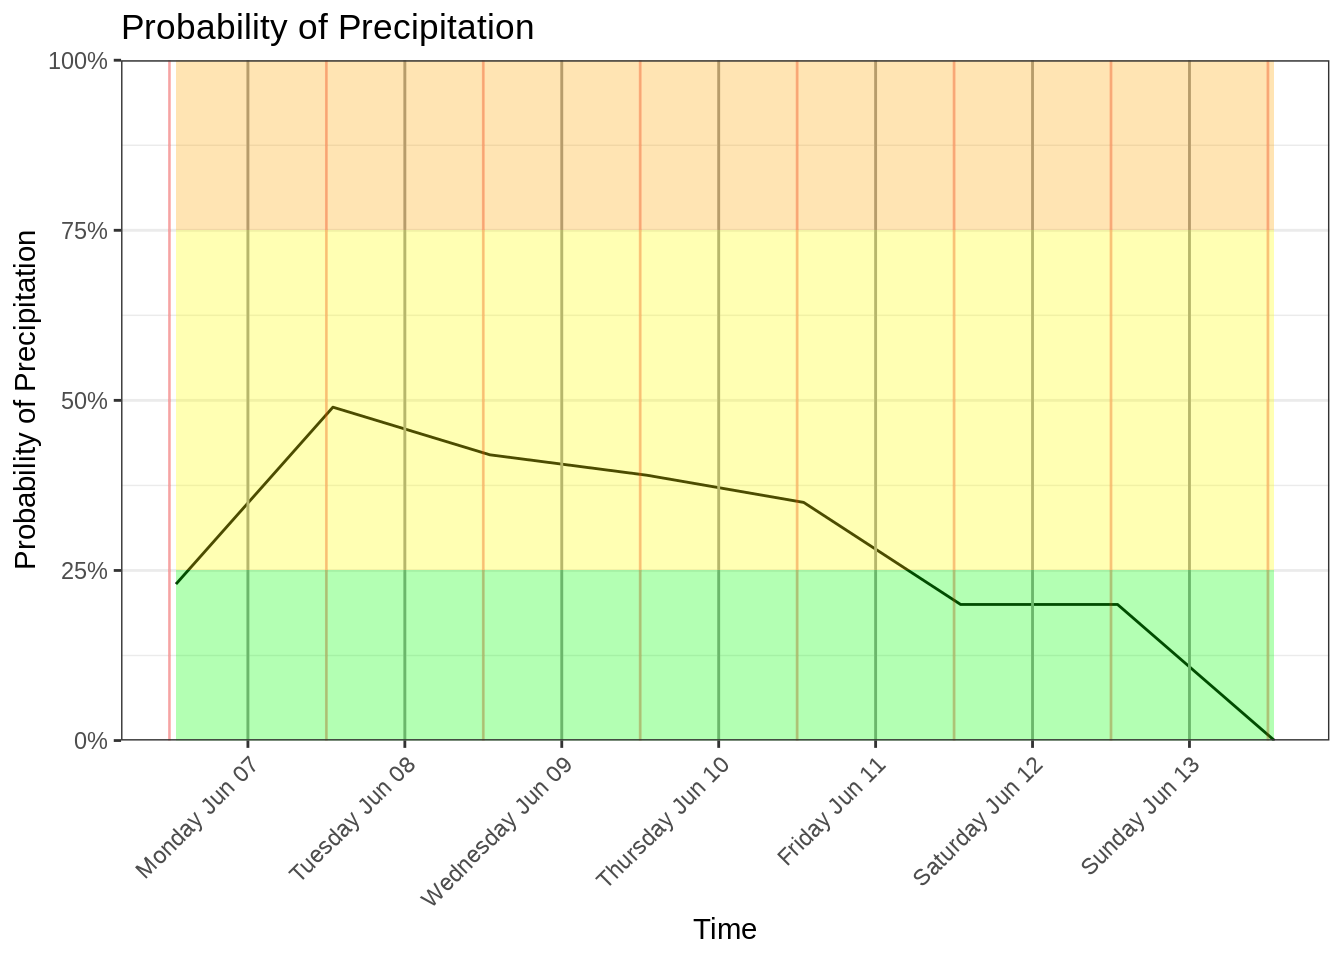 Probability of Precipitation
Probability of Precipitation
100%
75%
50%
25%
0%
Monday Jun 07
Tuesday Jun 08
Wednesday Jun 09
Thursday Jun 10
Friday Jun 11
Saturday Jun 12
Sunday Jun 13
Time